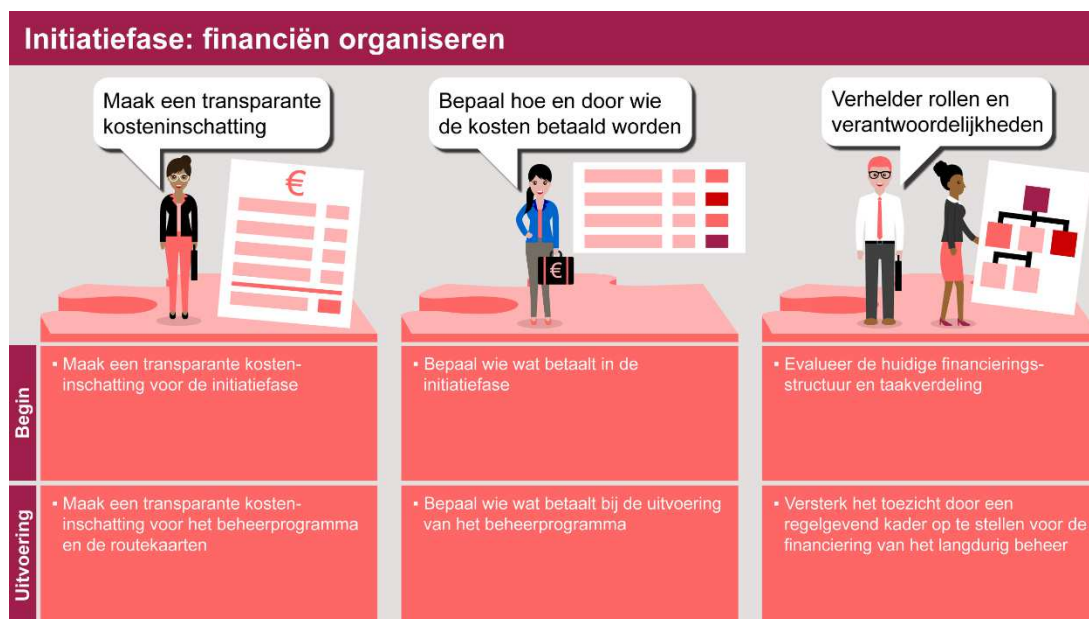 Initiatiefase: financiën organiseren
Maak een transparante
kosteninschatting
Bepaal hoe en door wie
de kosten betaald worden
Verhelder rollen en
verantwoordelijkheden
€
€
Begin
▪ Maak een transparante kosten-
inschatting voor de initiatiefase
▪ Bepaal wie wat betaalt in de
initiatiefase
▪ Evalueer de huidige financierings-
structuur en taakverdeling
Uitvoering
▪ Maak een transparante kosten-
inschatting voor het beheerprogramma
en de routekaarten
▪ Bepaal wie wat betaalt bij de uitvoering
van het beheerprogramma
▪ Versterk het toezicht door een
regelgevend kader op te stellen voor de
financiering van het langdurig beheer